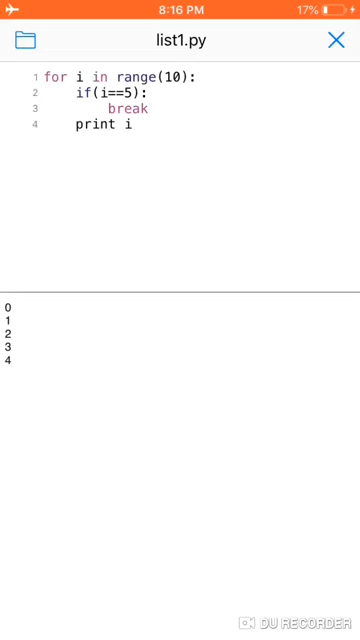 8:16 PM
17%
list1.py
1 for i in range(10):
2     if(i==5):
3         break
4     print i
0
1
2
3
4
DU RECORDER